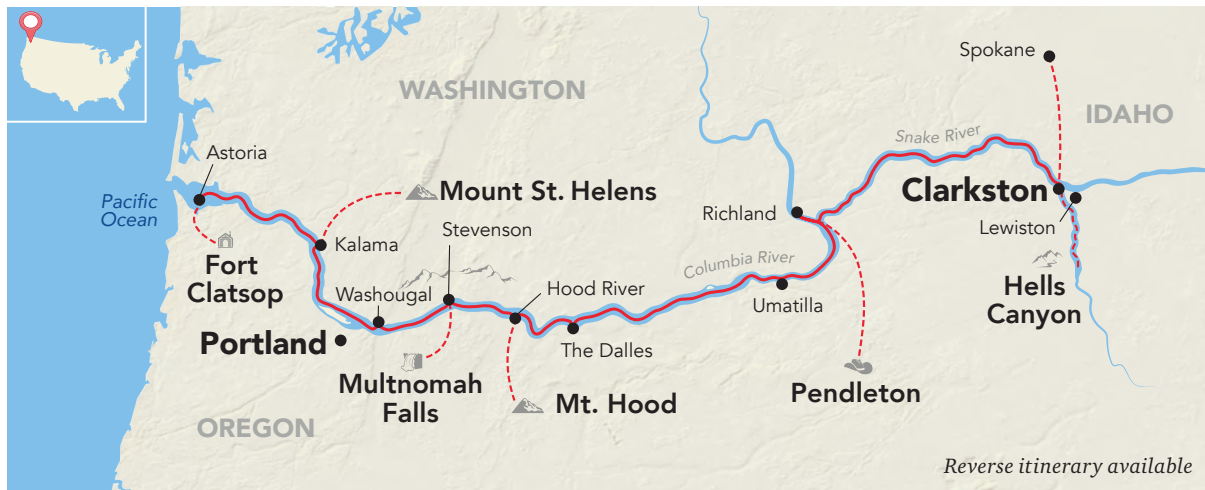 Spokane
WASHINGTON
IDAHO
Snake River
Astoria
Pacific
Ocean
Mount St. Helens
Clarkston
Richland
Lewiston
Stevenson
Kalama
Fort
Clatsop
Columbia River
Hells
Canyon
Washougal
Hood River
Umatilla
Portland
The Dalles
Multnomah
Falls
Mt. Hood
Pendleton
OREGON
Reverse itinerary available